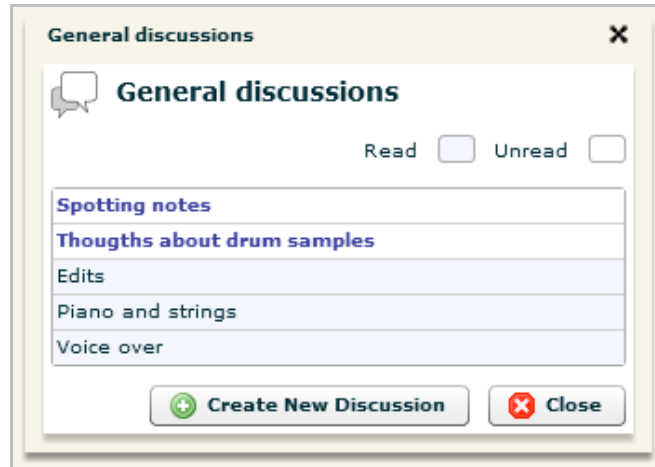 General discussions
General discussions
Read Unread
Spotting notes
Thougths about drum samples
Edits
Piano and strings
Voice over
Create New Discussion Close